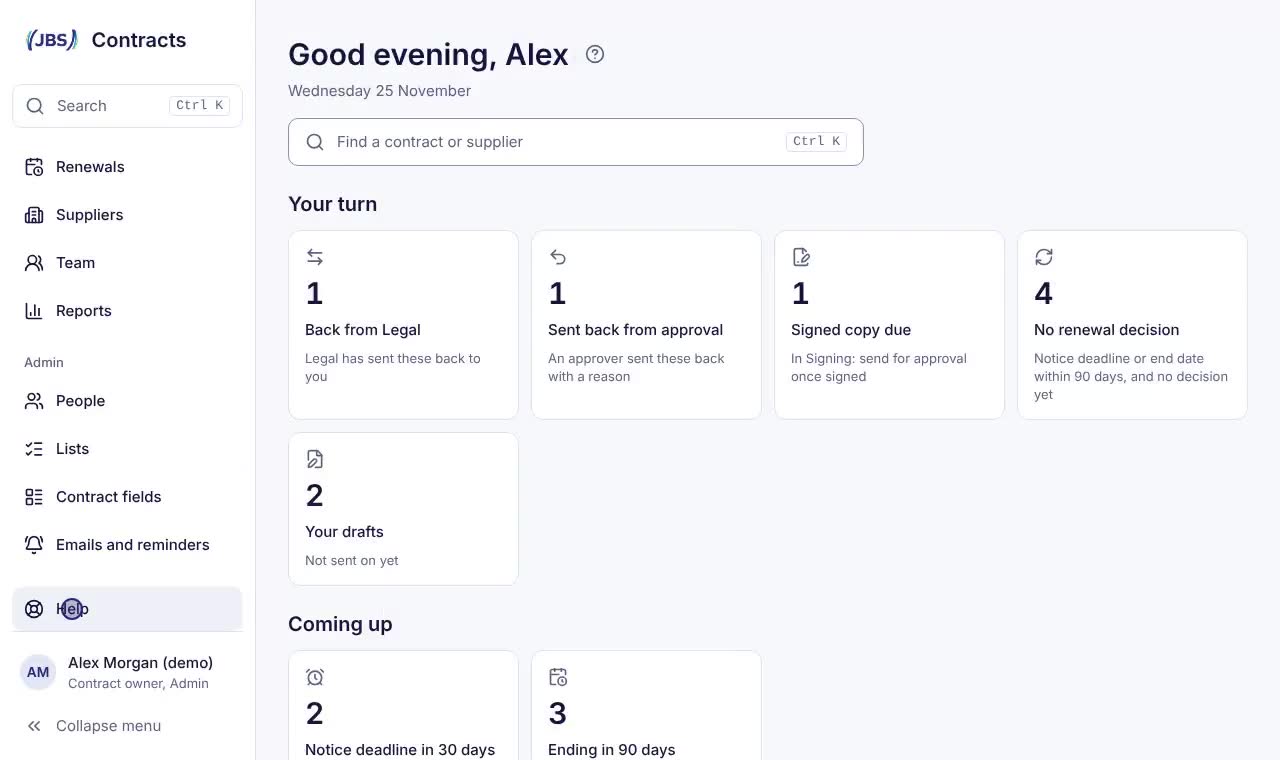 JBS Contracts
Search Ctrl K
Renewals
Suppliers
Team
Reports
Admin
People
Lists
Contract fields
Emails and reminders
Help
AM
Alex Morgan (demo)
Contract owner, Admin
Collapse menu
Good evening, Alex
Wednesday 25 November
Find a contract or supplier Ctrl K
Your turn
1
Back from Legal
Legal has sent these back to
you
1
Sent back from approval
An approver sent these back
with a reason
1
Signed copy due
In Signing: send for approval
once signed
4
No renewal decision
Notice deadline or end date
within 90 days, and no decision
yet
2
Your drafts
Not sent on yet
Coming up
2
Notice deadline in 30 days
3
Ending in 90 days